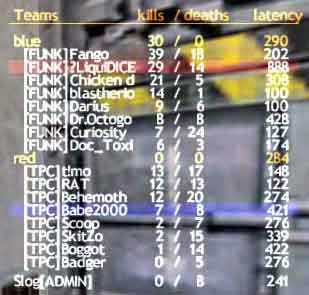 Teams kills / deaths latency
blue 30 / 0 290
[FUNK]Fango 39 / 18 202
[FUNK]2LiquiDICE 29 / 14 888
[FUNK]Chicken d 21 / 5 308
[FUNK]blastherio 14 / 1 100
[FUNK]Darius 9 / 6 100
[FUNK]Dr.Octogo 8 / 8 428
[FUNK]Curiosity 7 / 24 127
[FUNK]Doc_Toxi 6 / 3 174
red 0 / 0 284
[TPC]t!mo 13 / 17 148
[TPC]RAT 12 / 13 122
[TPC]Behemoth 12 / 20 274
[TPC]Babe2000 7 / 8 421
[TPC]Scoop 2 / 7 276
[TPC]SkitZo 2 / 15 339
[TPC]Boggot 1 / 14 422
[TPC]Badger 0 / 5 276
Slog[ADMIN] 0 / 8 241